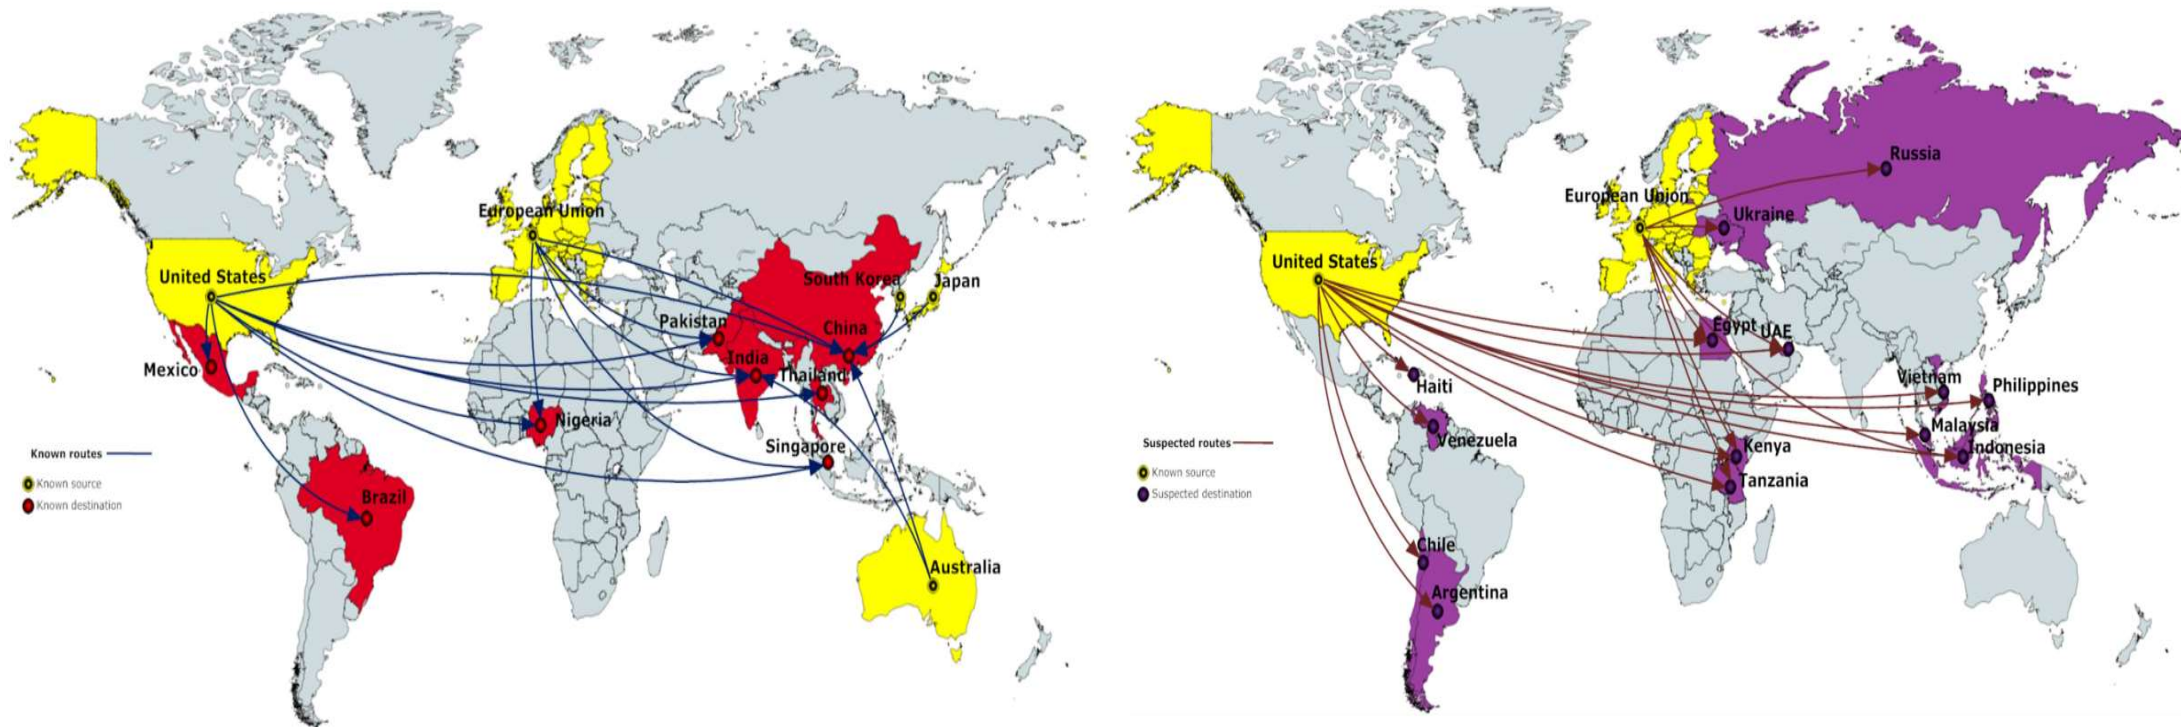 European Union
United States
South Korea
Japan
Pakistan
China
India
Mexico
Thailand
Nigeria
Singapore
Known routes
Known source
Brazil
Known destination
Australia
Russia
European Union
Ukraine
United States
Egypt
UAE
Haiti
Vietnam
Philippines
Malaysia
Suspected routes
Venezuela
Kenya
Indonesia
Known source
Tanzania
Suspected destination
Chile
Argentina